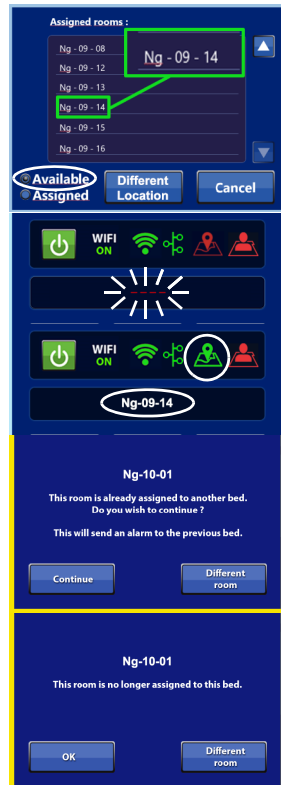 Assigned rooms :
Ng - 09 - 08
Ng - 09 - 12
Ng - 09 - 13
Ng - 09 - 14
Ng - 09 - 14
Ng - 09 - 15
Ng - 09 - 16
Available
Assigned
Different
Location
Cancel
WIFI
ON
WIFI
ON
Ng-09-14
Ng-10-01
This room is already assigned to another bed.
Do you wish to continue ?
This will send an alarm to the previous bed.
Continue
Different
room
Ng-10-01
This room is no longer assigned to this bed.
OK
Different
room